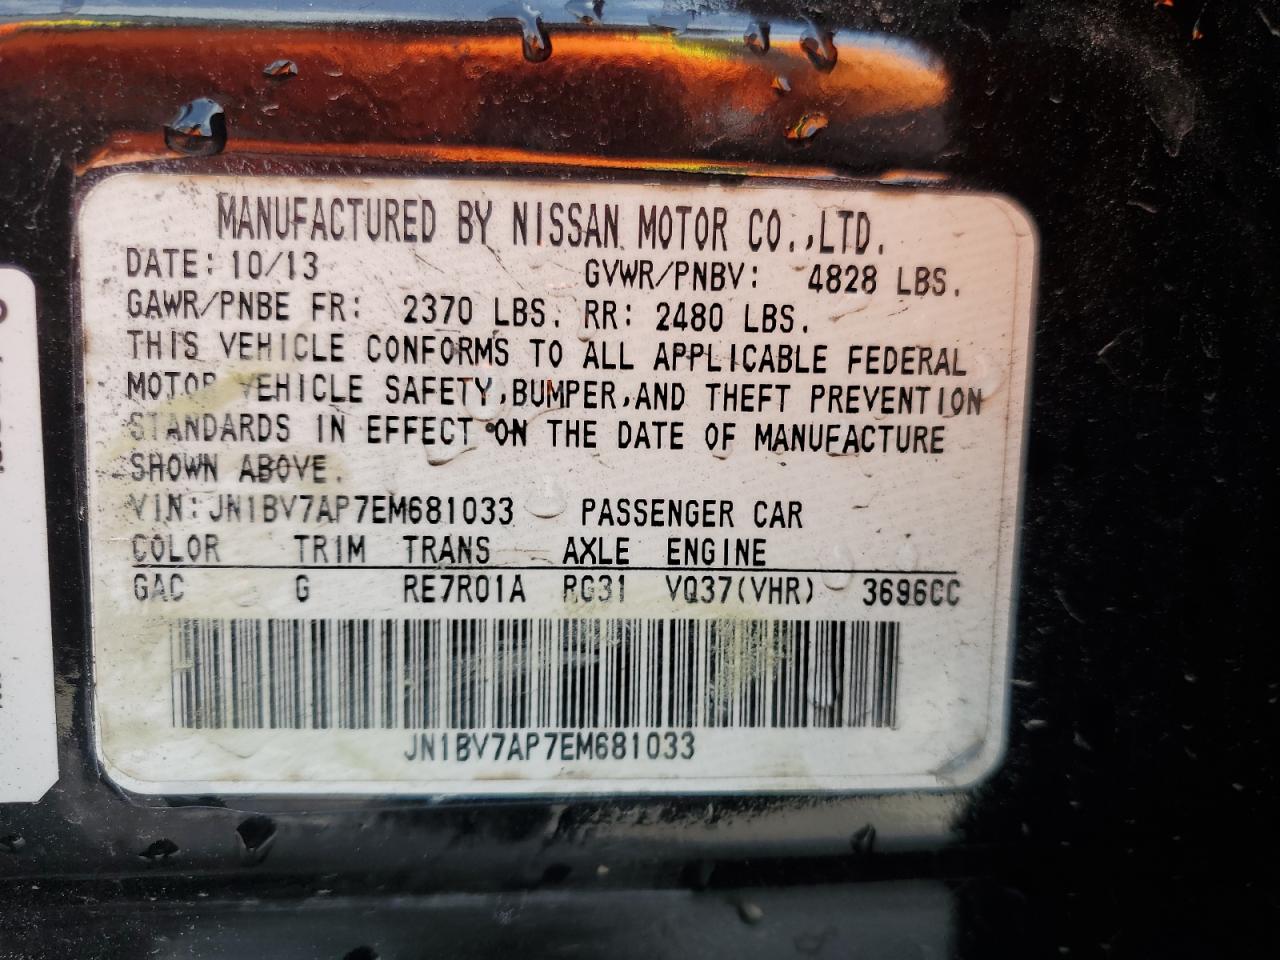 MANUFACTURED BY NISSAN MOTOR CO.,LTD.
DATE: 10/13 GVWR/PNBV: 4828 LBS.
GAWR/PNBE FR: 2370 LBS. RR: 2480 LBS.
THIS VEHICLE CONFORMS TO ALL APPLICABLE FEDERAL
MOTOR VEHICLE SAFETY,BUMPER,AND THEFT PREVENTION
STANDARDS IN EFFECT ON THE DATE OF MANUFACTURE
SHOWN ABOVE.
VIN:JN1BV7AP7EM681033 PASSENGER CAR
COLOR TRIM TRANS AXLE ENGINE
GAC G RE7R01A RG31 VQ37(VHR) 3696CC
JN1BV7AP7EM681033